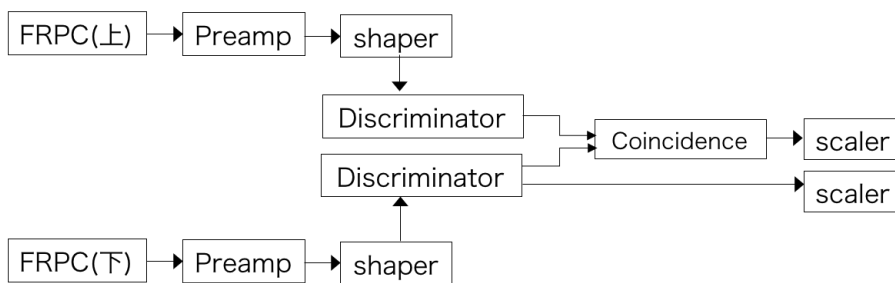 FRPC(上)
Preamp
shaper
Discriminator
Coincidence
scaler
Discriminator
scaler
FRPC(下)
Preamp
shaper